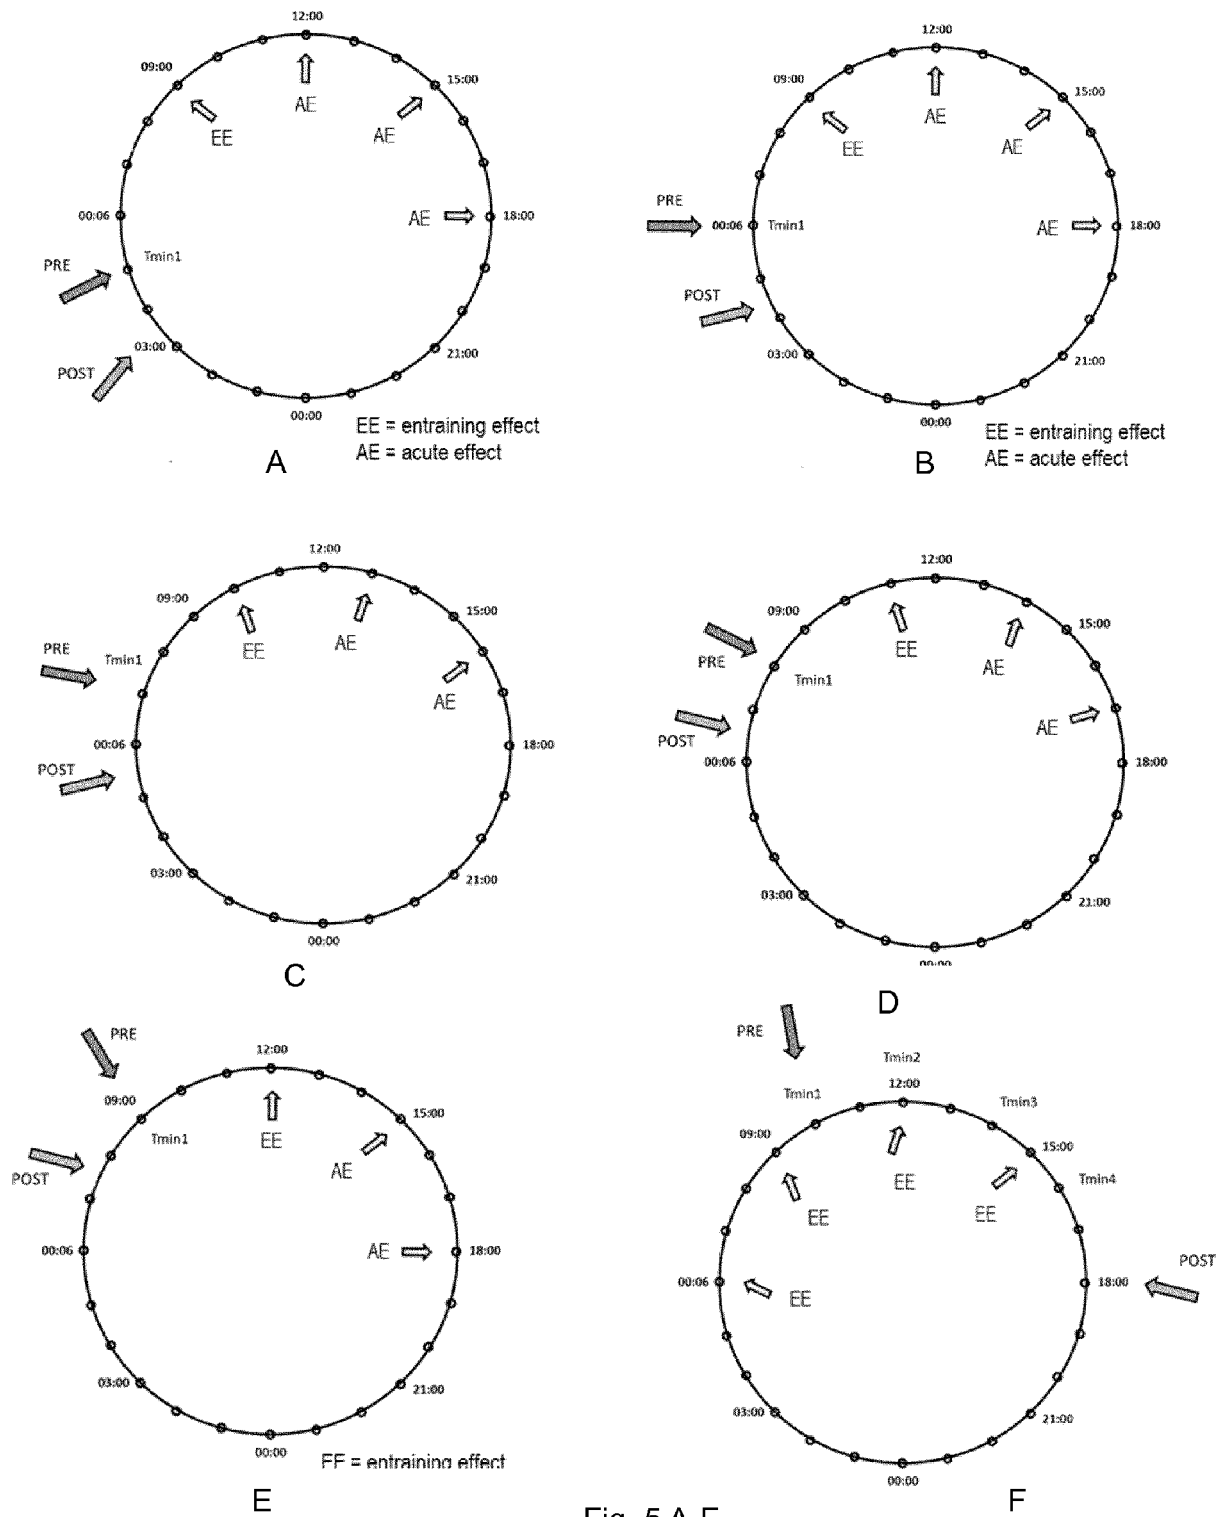 12:00
09:00
15:00
AE
AE
EE
00:06
AE
18:00
Tmin1
PRE
03:00
21:00
POST
00:00
EE = entraining effect
AE = acute effect
A
12:00
09:00
15:00
AE
AE
EE
PRE
00:06
Tmin1
AE
18:00
POST
03:00
21:00
00:00
EE = entraining effect
AE = acute effect
B
12:00
09:00
15:00
AE
EE
PRE
Tmin1
AE
00:06
18:00
POST
03:00
21:00
00:00
C
12:00
09:00
15:00
EE
PRE
AE
Tmin1
AE
POST
00:06
18:00
03:00
21:00
00:00
D
PRE
12:00
09:00
15:00
Tmin1
EE
AE
POST
00:06
AE
18:00
03:00
21:00
00:00
EE = entraining effect
E
PRE
Tmin2
12:00
Tmin1
Tmin3
09:00
15:00
EE
Tmin4
EE
EE
POST
00:06
EE
18:00
03:00
21:00
00:00
F
Fig. 5 A-F